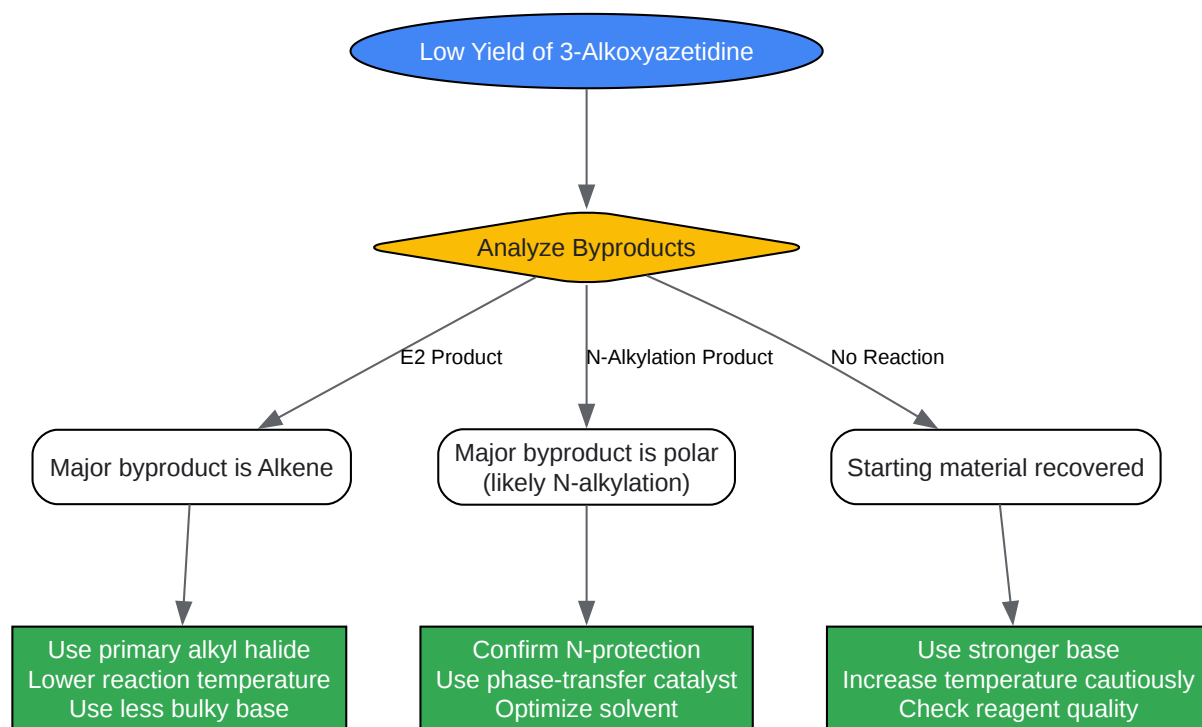 Low Yield of 3-Alkoxyazetidine
Analyze Byproducts
E2 Product
N-Alkylation Product
No Reaction
Major byproduct is Alkene
Major byproduct is polar
(likely N-alkylation)
Starting material recovered
Use primary alkyl halide
Lower reaction temperature
Use less bulky base
Confirm N-protection
Use phase-transfer catalyst
Optimize solvent
Use stronger base
Increase temperature cautiously
Check reagent quality